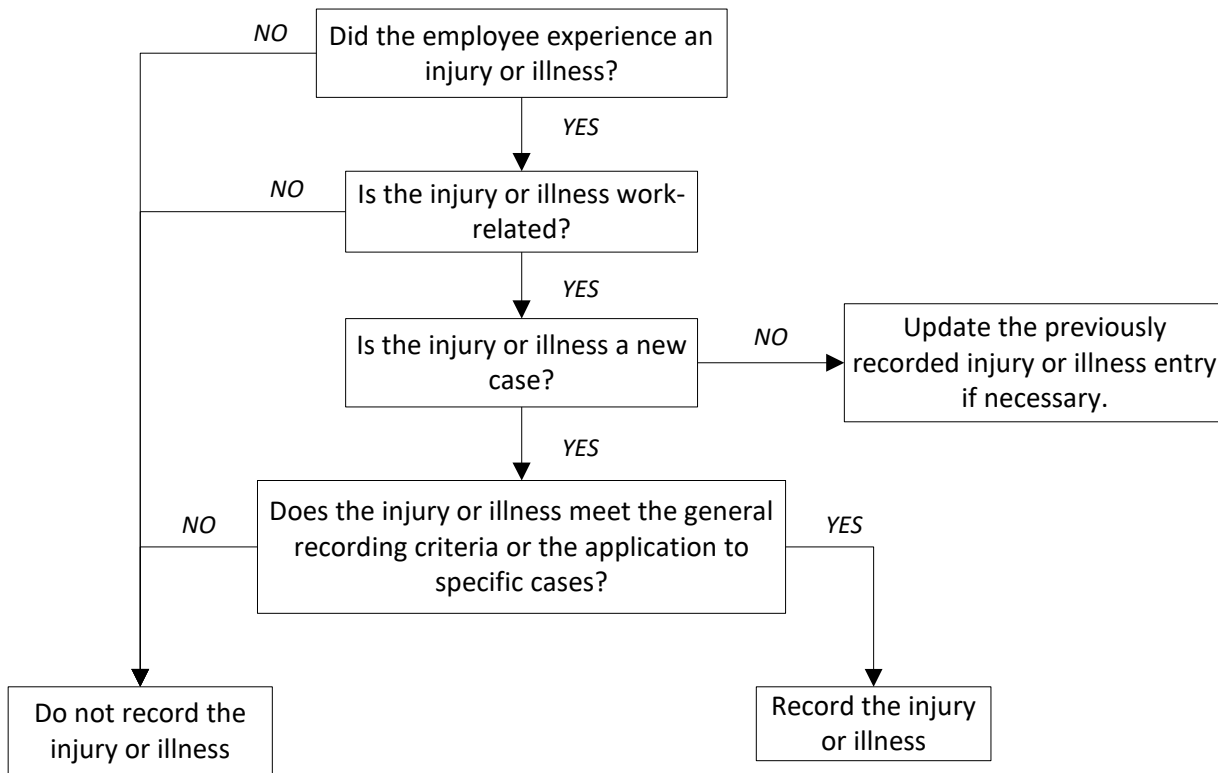 NO
Did the employee experience an
injury or illness?
YES
NO
Is the injury or illness work-
related?
YES
Is the injury or illness a new
case?
NO
Update the previously
recorded injury or illness entry
if necessary.
YES
NO
Does the injury or illness meet the general
recording criteria or the application to
specific cases?
YES
Do not record the
injury or illness
Record the injury
or illness